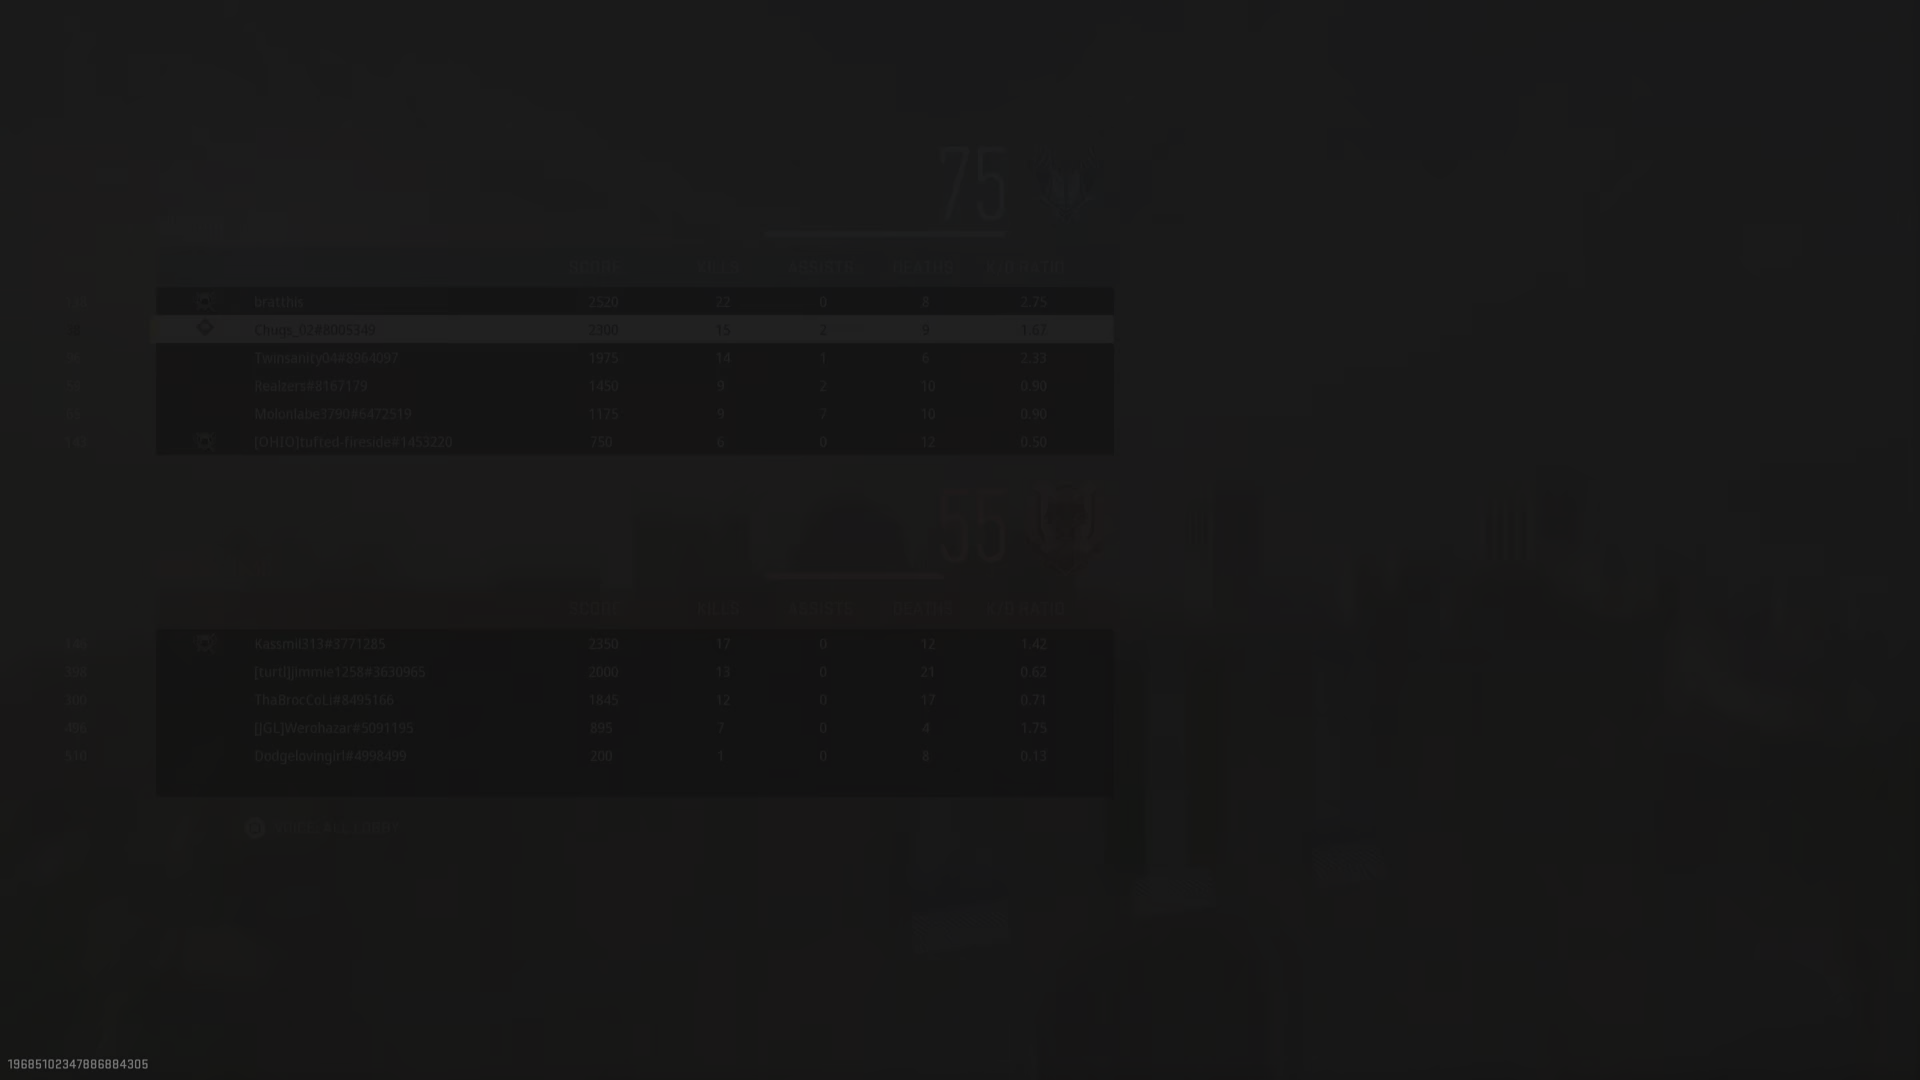 75
SCORE KILLS ASSISTS DEATHS K/D RATIO
bratthis 2520 22 0 8 2.75
2300 15 2 9 1.67
Twinsanity04#8964097 1975 14 1 6 2.33
Realzers#8167179 1450 9 2 10 0.90
Molonlabe3790#6472519 1175 9 7 10 0.90
[OHIO]tufted-fireside#1453220 750 6 0 12 0.50
55
SCORE KILLS ASSISTS DEATHS K/D RATIO
Kassmil313#3771285 2350 17 0 12 1.42
[turtl]jimmie1258#3630965 2000 13 0 21 0.62
300 ThaBrocCoLi#8495166 1845 12 0 17 0.71
496 [JGL]Werohazar#5091195 895 7 0 4 1.75
510 Dodgelovingirl#4998499 200 1 0 8 0.13
19685102347886884305